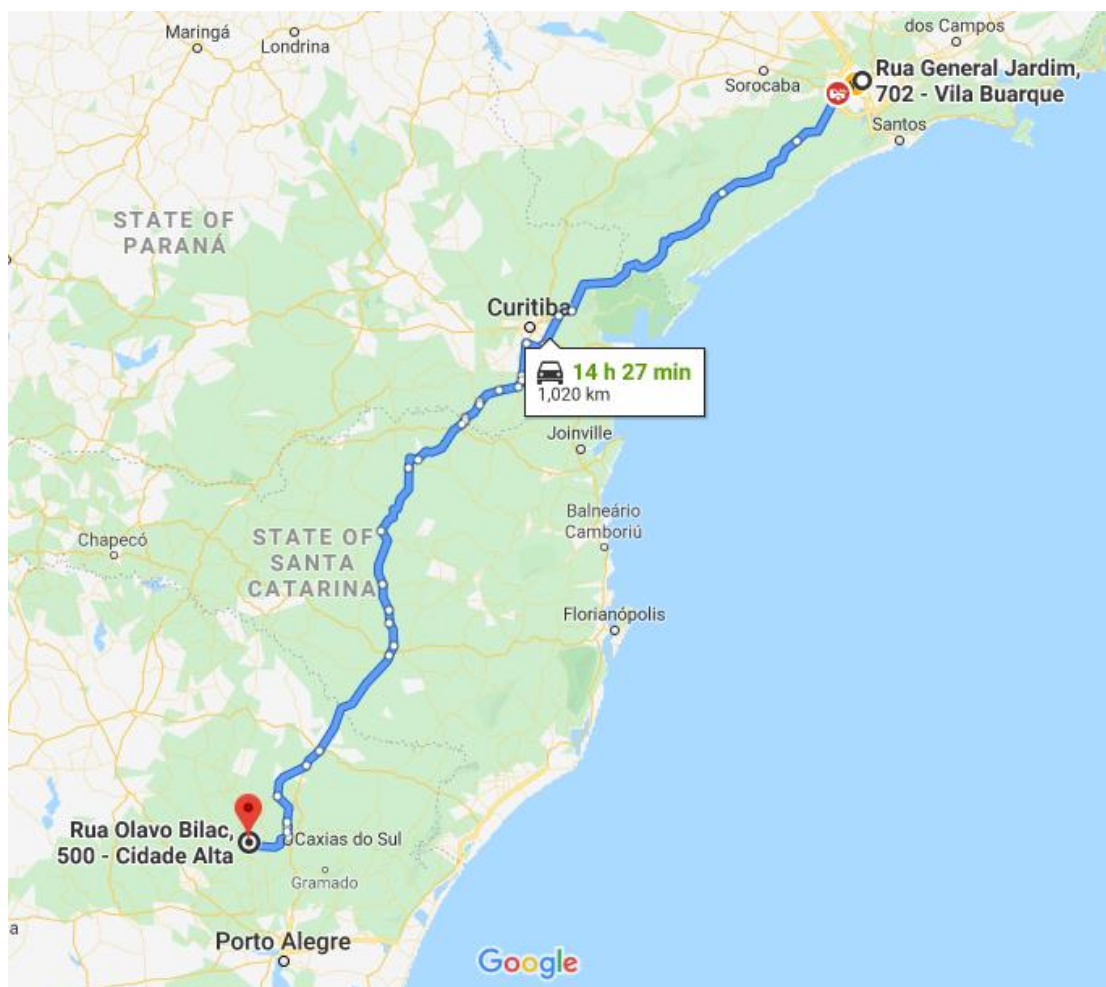 dos Campos
Maringá
Londrina
Rua General Jardim,
702 - Vila Buarque
Sorocaba
Santos
STATE OF
PARANÁ
Curitiba
14 h 27 min
1,020 km
Joinville
Balneário
Camboriú
Chapecó
STATE OF
SANTA
CATARINA
Florianópolis
Rua Olavo Bilac,
500 - Cidade Alta
Caxias do Sul
Gramado
a
Porto Alegre
Google